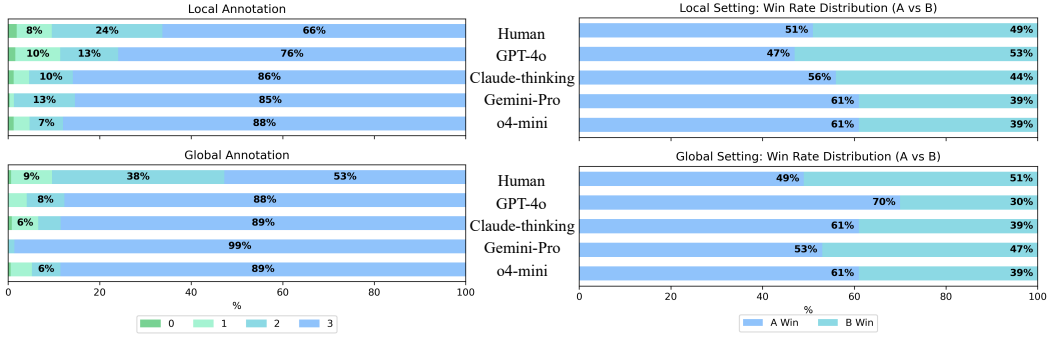 Local Annotation
8% 24% 66%
10% 13% 76%
10% 86%
13% 85%
7% 88%
Global Annotation
9% 38% 53%
8% 88%
6% 89%
99%
6% 89%
0 20 40 60 80 100
%
0 1 2 3
Human
GPT-4o
Claude-thinking
Gemini-Pro
o4-mini
Human
GPT-4o
Claude-thinking
Gemini-Pro
o4-mini
Local Setting: Win Rate Distribution (A vs B)
51% 49%
47% 53%
56% 44%
61% 39%
61% 39%
Global Setting: Win Rate Distribution (A vs B)
49% 51%
70% 30%
61% 39%
53% 47%
61% 39%
0 20 40 60 80 100
%
A Win B Win